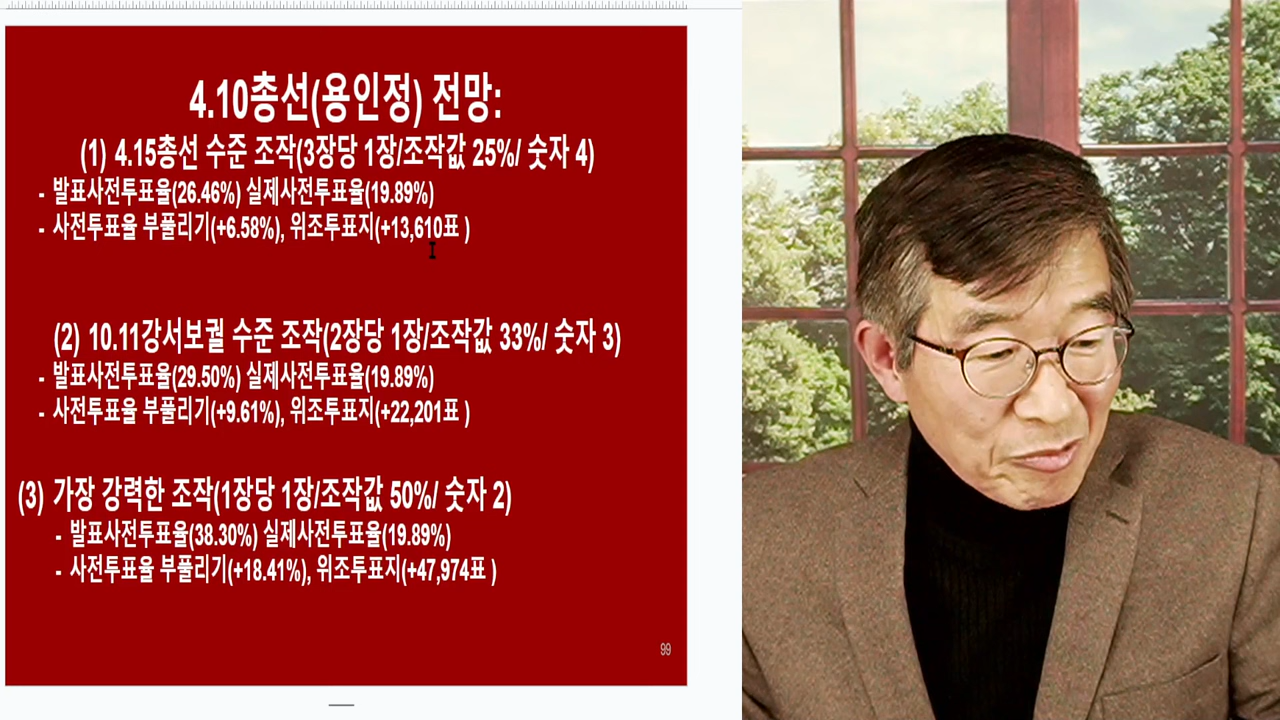 4.10총선(용인정) 전망:
(1) 4.15총선 수준 조작(3장당 1장/조작값 25%/ 숫자 4)
- 발표사전투표율(26.46%) 실제사전투표율(19.89%)
- 사전투표율 부풀리기(+6.58%), 위조투표지(+13,610표 )
(2) 10.11강서보궐 수준 조작(2장당 1장/조작값 33%/ 숫자 3)
- 발표사전투표율(29.50%) 실제사전투표율(19.89%)
- 사전투표율 부풀리기(+9.61%), 위조투표지(+22,201표 )
(3) 가장 강력한 조작(1장당 1장/조작값 50%/ 숫자 2)
- 발표사전투표율(38.30%) 실제사전투표율(19.89%)
- 사전투표율 부풀리기(+18.41%), 위조투표지(+47,974표 )
99